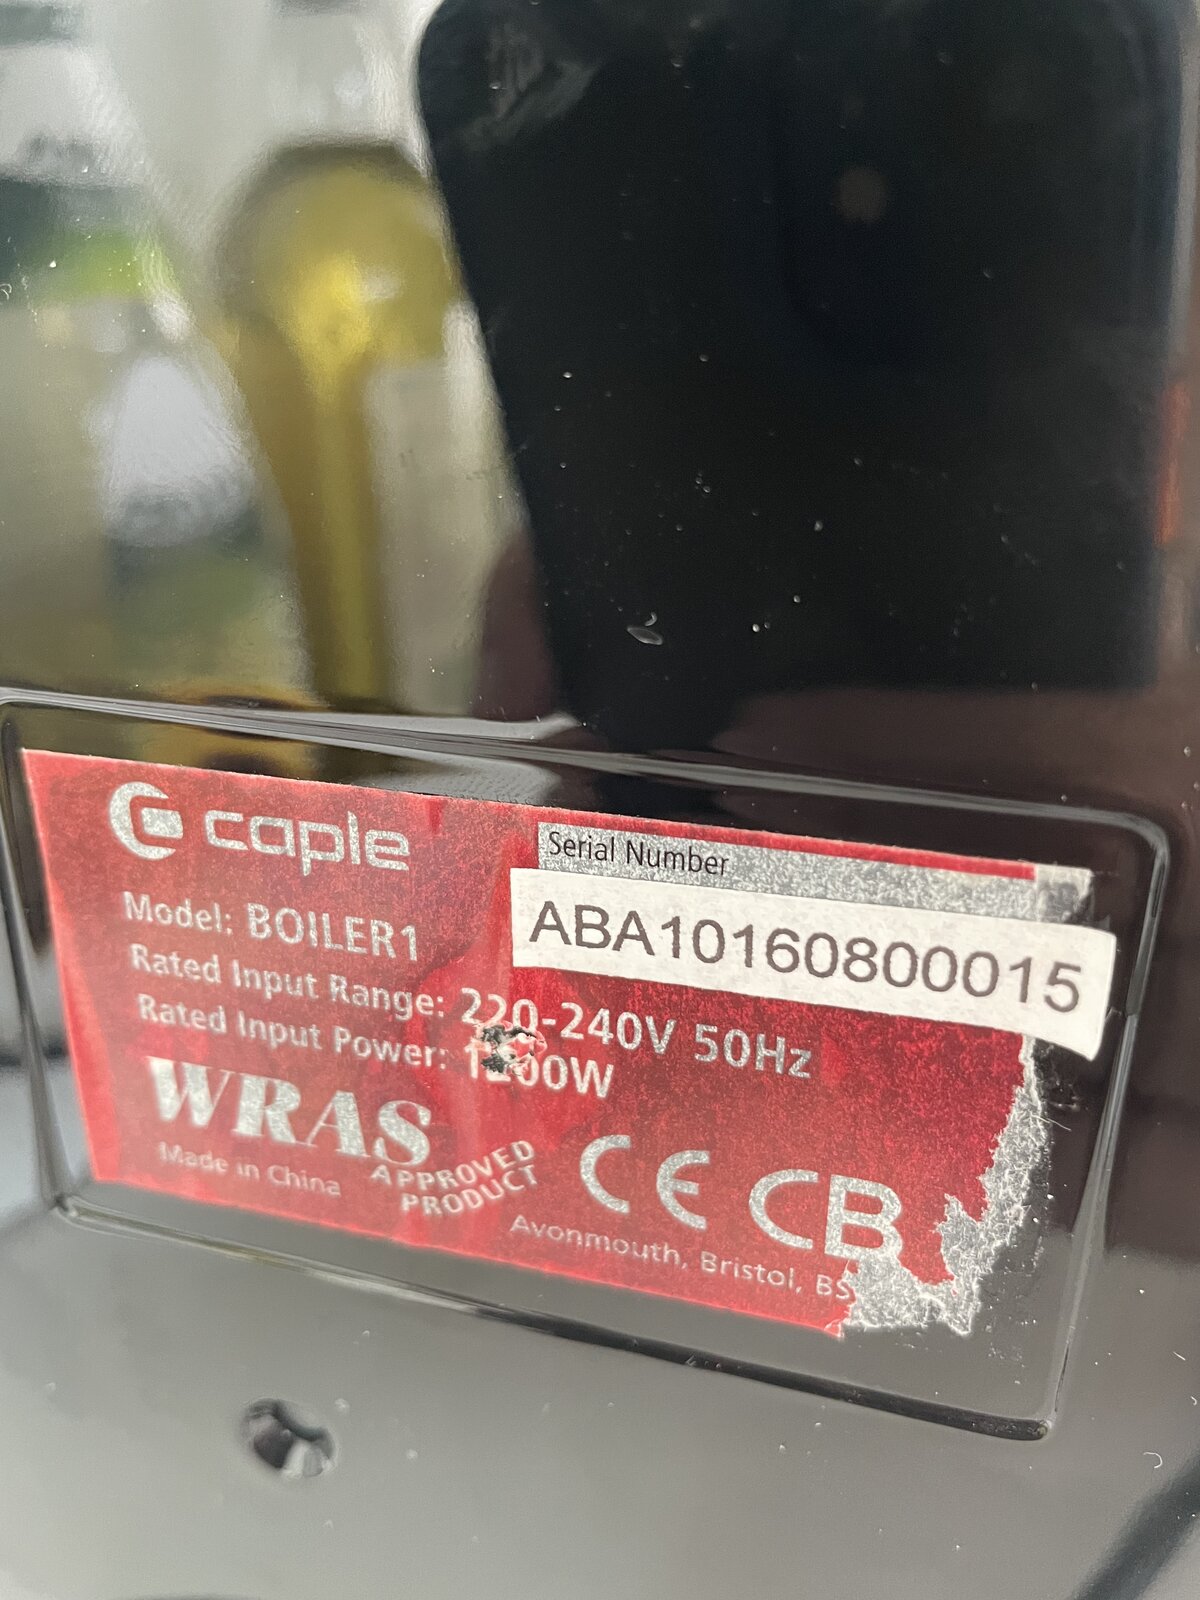 caple
Serial Number
ABA10160800015
Model: BOILER1
Rated Input Range: 220-240V 50Hz
Rated Input Power:
WRAS
APPROVED
PRODUCT
Made in China
CE CB
Avonmouth, Bristol, BS